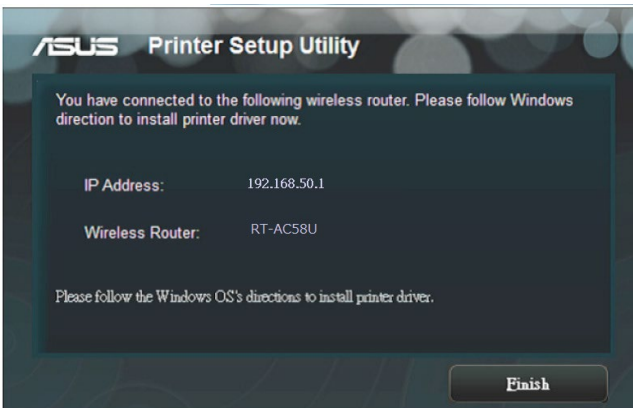 ASUS Printer Setup Utility
You have connected to the following wireless router. Please follow Windows
direction to install printer driver now.
IP Address: 192.168.50.1
Wireless Router: RT-AC58U
Please follow the Windows OS's directions to install printer driver.
Finish